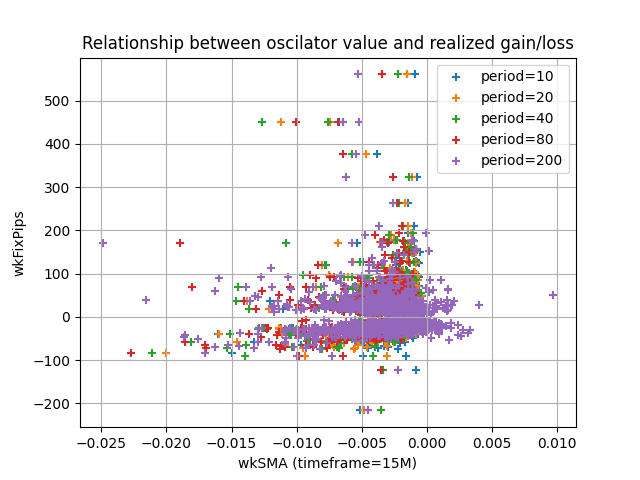 Relationship between oscilator value and realized gain/loss
period=10
period=20
period=40
period=80
period=200
wkFixPips
500
400
300
200
100
0
−100
−200
−0.025 −0.020 −0.015 −0.010 −0.005 0.000 0.005 0.010
wkSMA (timeframe=15M)